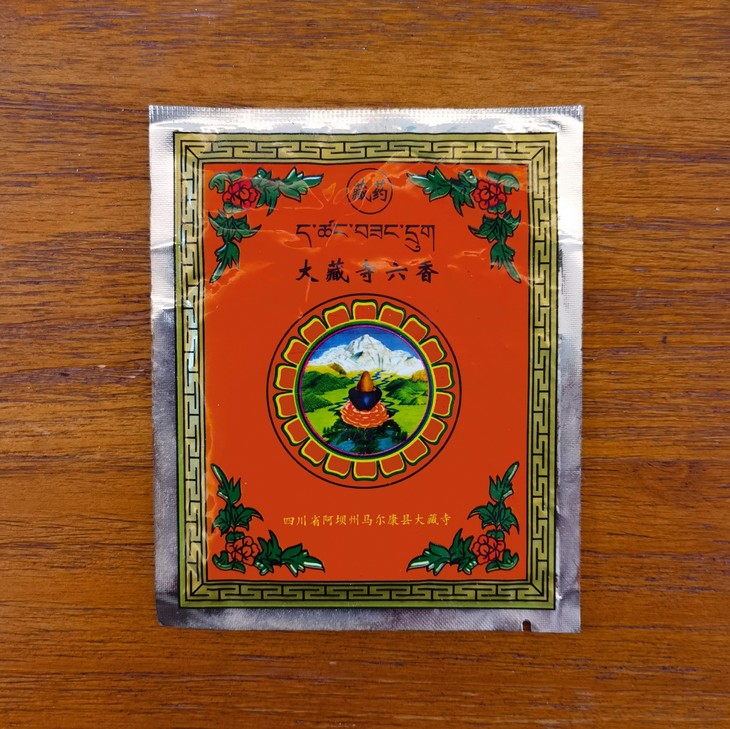 藏药
ད་ཚང་བཟང་དྲུག
大藏寺六香
四川省阿坝州马尔康县大藏寺